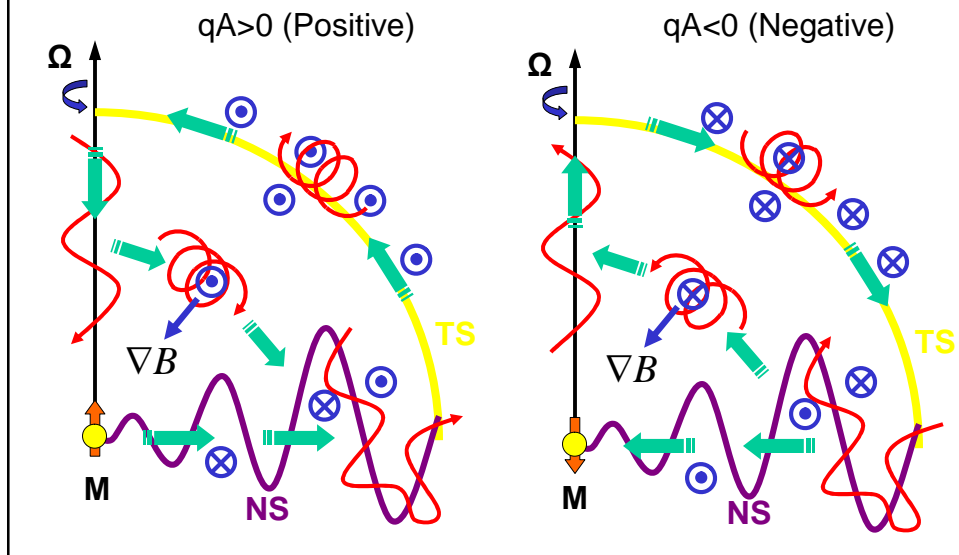 qA>0 (Positive)
Ω
TS
∇B
M
NS
qA<0 (Negative)
Ω
TS
∇B
M
NS